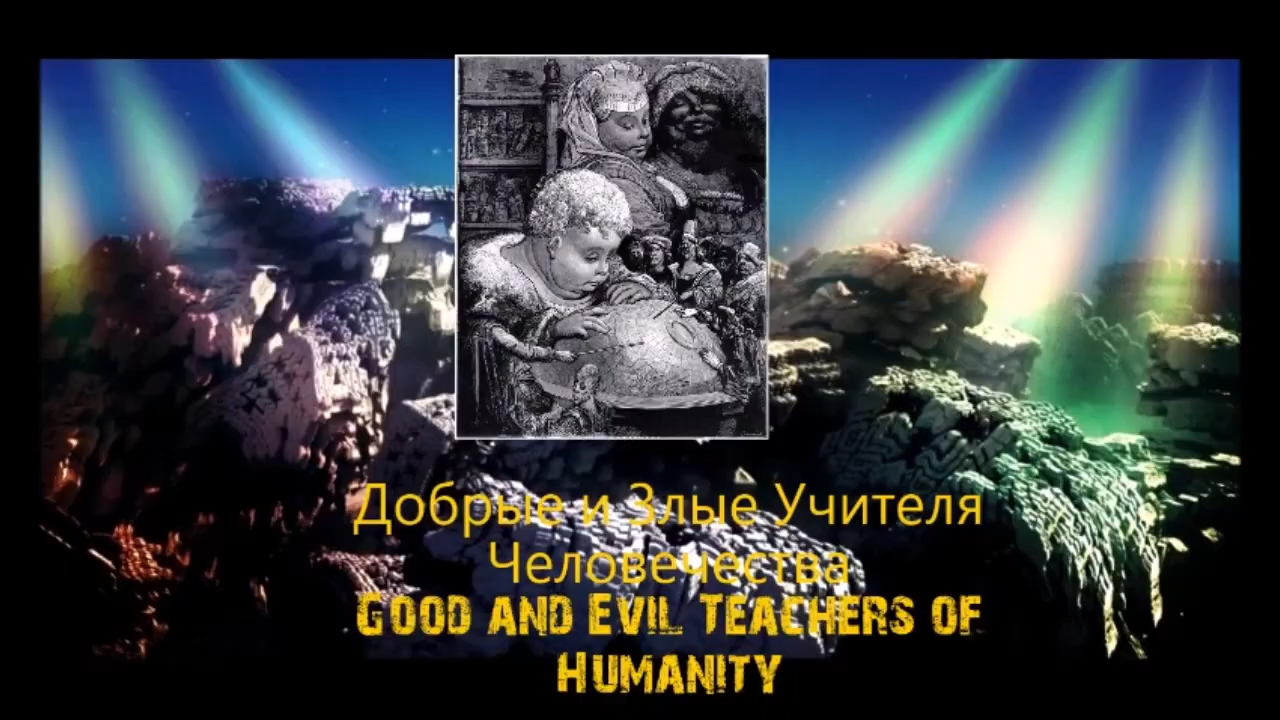 Добрые и Злые Учителя
Человечества
Good and Evil Teachers of
Humanity